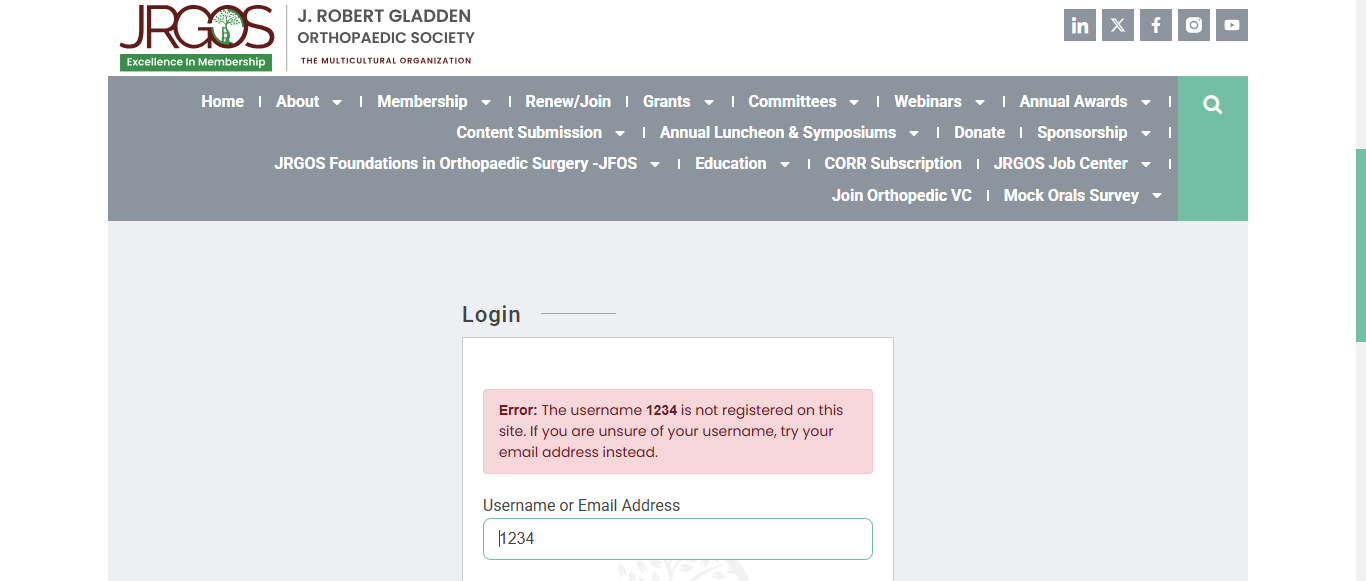 JRGOS
Excellence In Membership
J. ROBERT GLADDEN
ORTHOPAEDIC SOCIETY
THE MULTICULTURAL ORGANIZATION
Home
About
Membership
Renew/Join
Grants
Committees
Webinars
Annual Awards
Content Submission
Annual Luncheon & Symposiums
Donate
Sponsorship
JRGOS Foundations in Orthopaedic Surgery -JFOS
Education
CORR Subscription
JRGOS Job Center
Join Orthopedic VC
Mock Orals Survey
Login
Error: The username 1234 is not registered on this
site. If you are unsure of your username, try your
email address instead.
Username or Email Address
1234